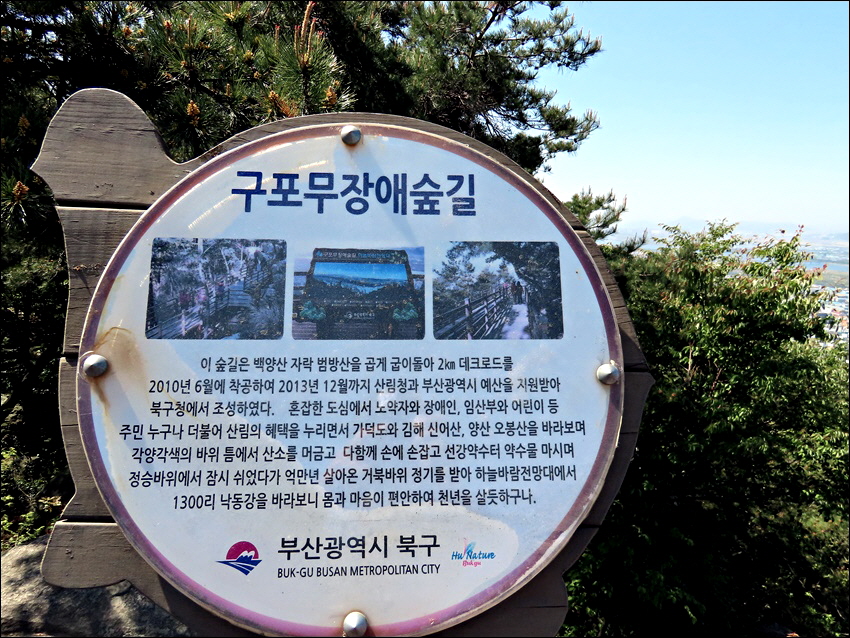 구포무장애숲길
이 숲길은 백양산 자락 범방산을 곱게 굽이돌아 2㎞ 데크로드를
2010년 6월에 착공하여 2013년 12월까지 산림청과 부산광역시 예산을 지원받아
북구청에서 조성하였다. 혼잡한 도심에서 노약자와 장애인, 임산부와 어린이 등
주민 누구나 더불어 산림의 혜택을 누리면서 가덕도와 김해 신어산, 양산 오봉산을 바라보며
각양각색의 바위 틈에서 산소를 머금고 다함께 손에 손잡고 선강약수터 약수를 마시며
정승바위에서 잠시 쉬었다가 억만년 살아온 거북바위 정기를 받아 하늘바람전망대에서
1300리 낙동강을 바라보니 몸과 마음이 편안하여 천년을 살듯하구나.
부산광역시 북구
BUK-GU BUSAN METROPOLITAN CITY
Hu Nature
Buk gu